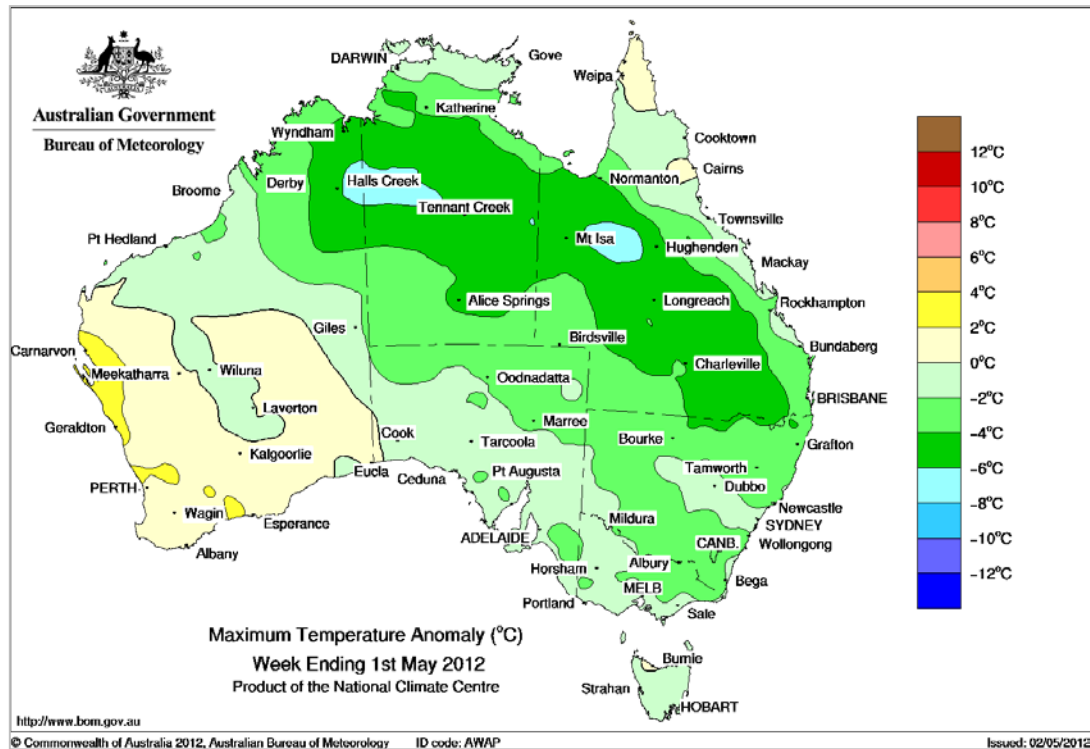 Australian Government
Bureau of Meteorology
DARWIN
Gove
Weipa
Katherine
Wyndham
Cooktown
Cairns
Normanton
Derby
Halls Creek
Broome
Tennant Creek
Townsville
Mt Isa
Hughenden
Pt Hedland
Mackay
Alice Springs
Longreach
Rockhampton
Giles
Birdsville
Bundaberg
Carnarvon
Meekatharra
Wiluna
Charleville
Oodnadatta
BRISBANE
Laverton
Geraldton
Marree
Cook
Tarcoola
Bourke
Grafton
Kalgoorlie
Eucla
Pt Augusta
Tamworth
Ceduna
PERTH
Dubbo
Newcastle
Wagin
Esperance
Mildura
SYDNEY
ADELAIDE
CANB.
Wollongong
Albany
Horsham
Albury
Bega
MELB
Portland
Sale
Burnie
Strahan
HOBART
12°C
10°C
8°C
6°C
4°C
2°C
0°C
-2°C
-4°C
-6°C
-8°C
-10°C
-12°C
Maximum Temperature Anomaly (°C)
Week Ending 1st May 2012
Product of the National Climate Centre
http://www.bom.gov.au
© Commonwealth of Australia 2012, Australian Bureau of Meteorology ID code: AWAP Issued: 02/05/2012